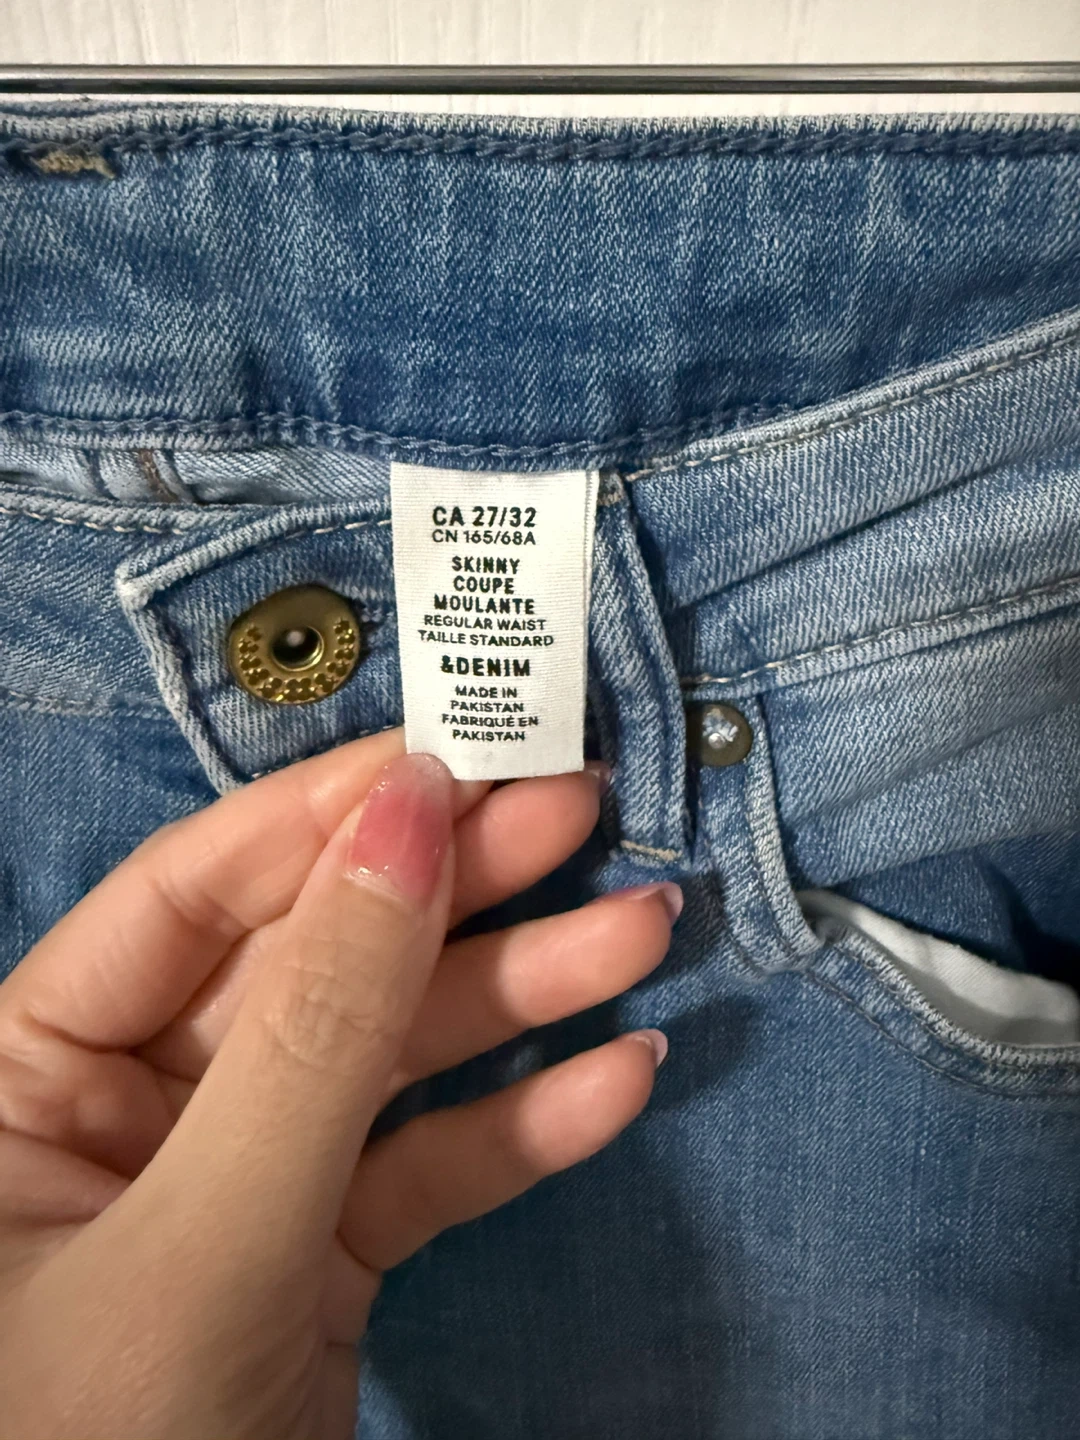 CA 27/32
CN 165/68A
SKINNY
COUPE
MOULANTE
REGULAR WAIST
TAILLE STANDARD
&DENIM
MADE IN
PAKISTAN
FABRIQUÉ EN
PAKISTAN